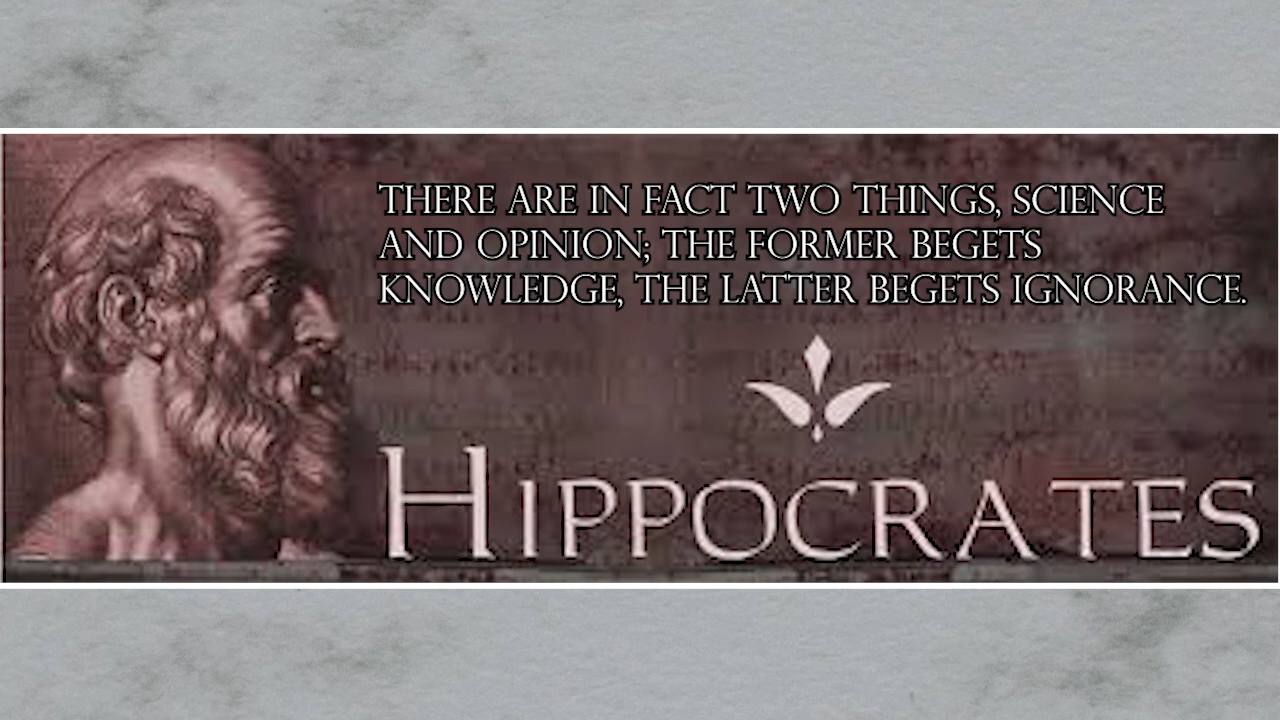 THERE ARE IN FACT TWO THINGS, SCIENCE
AND OPINION; THE FORMER BEGETS
KNOWLEDGE, THE LATTER BEGETS IGNORANCE.
HIPPOCRATES